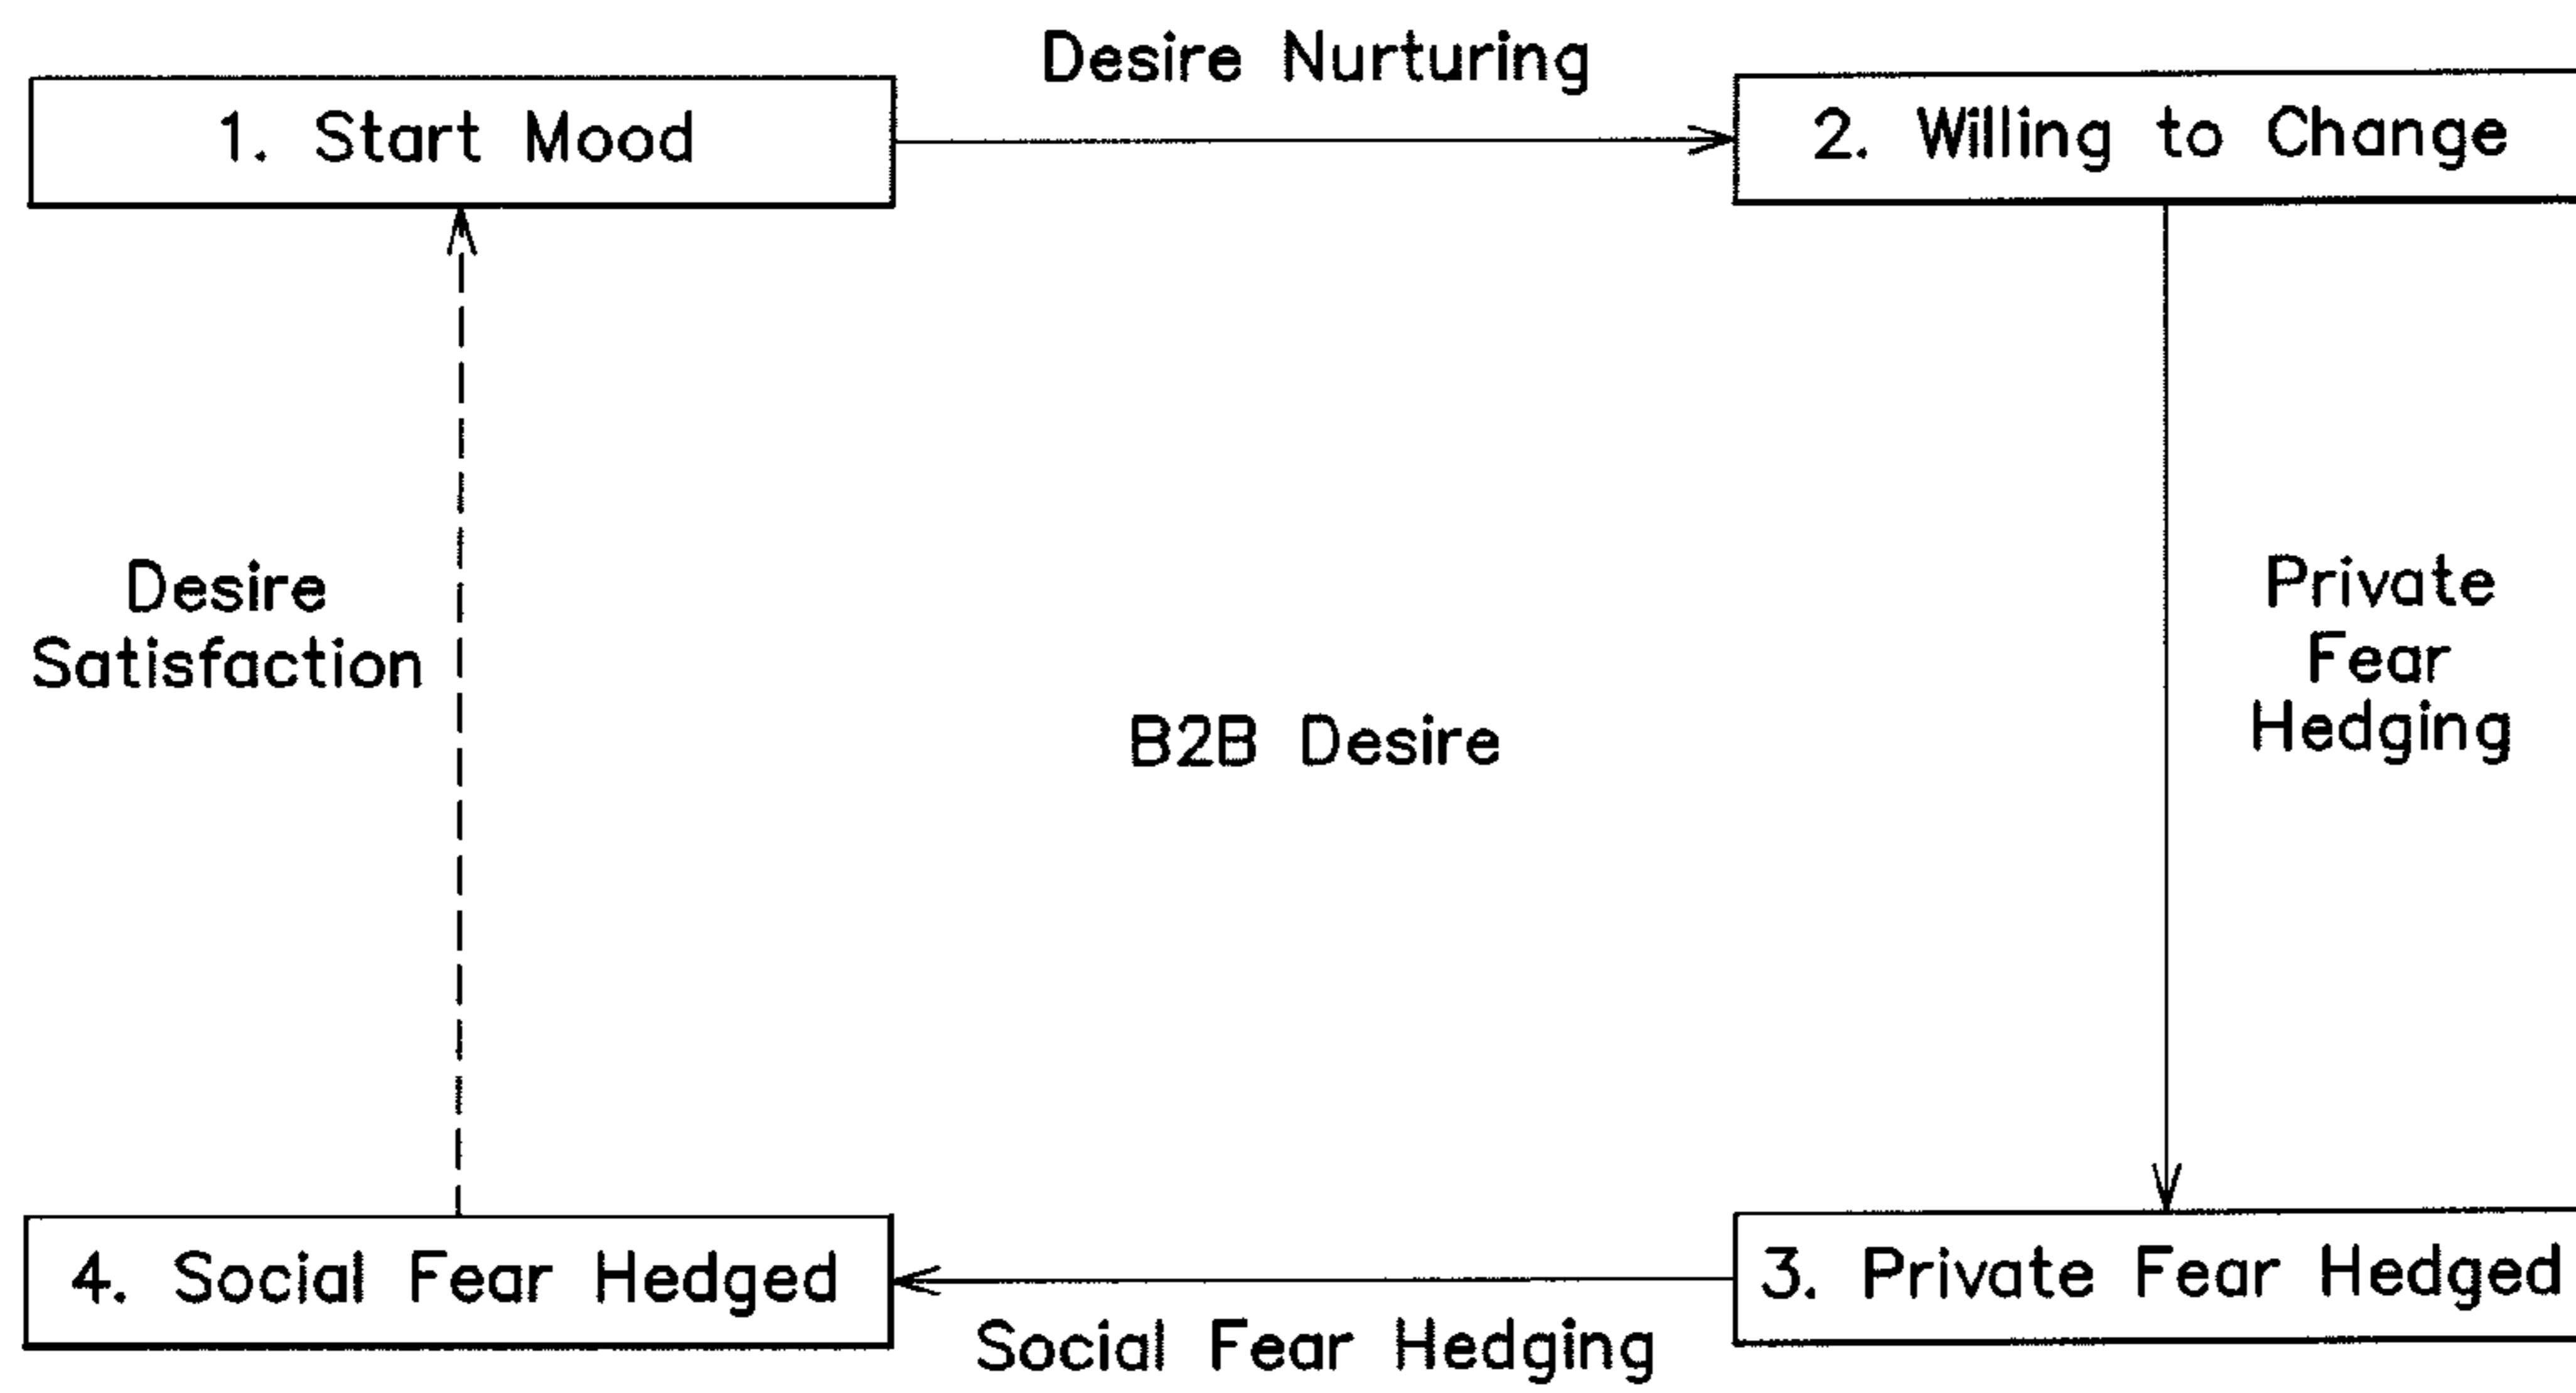 Desire Nurturing
1. Start Mood
2. Willing to Change
Desire
Satisfaction
B2B Desire
Private
Fear
Hedging
4. Social Fear Hedged
3. Private Fear Hedged
Social Fear Hedging